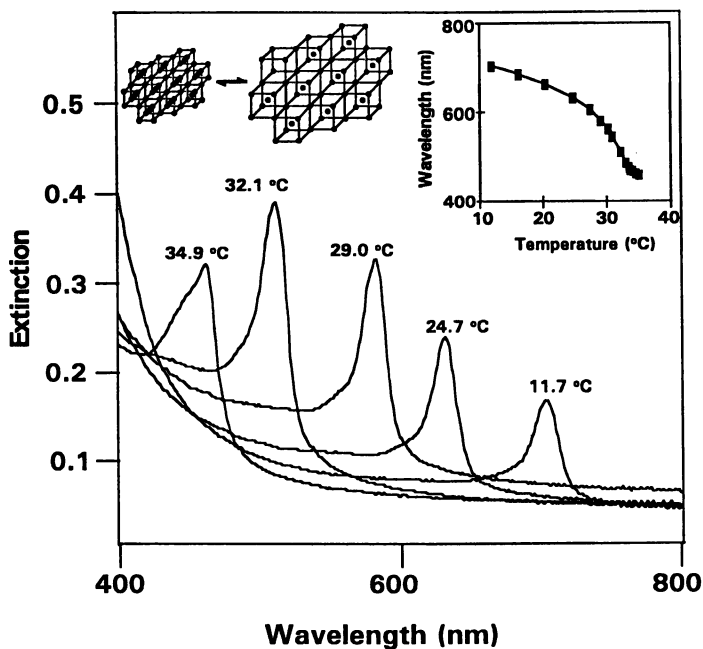 0.5
0.4
0.3
0.2
0.1
Extinction
400
600
800
Wavelength (nm)
34.9 °C
32.1 °C
29.0 °C
24.7 °C
11.7 °C
800
600
400
Wavelength (nm)
10
20
30
40
Temperature (°C)